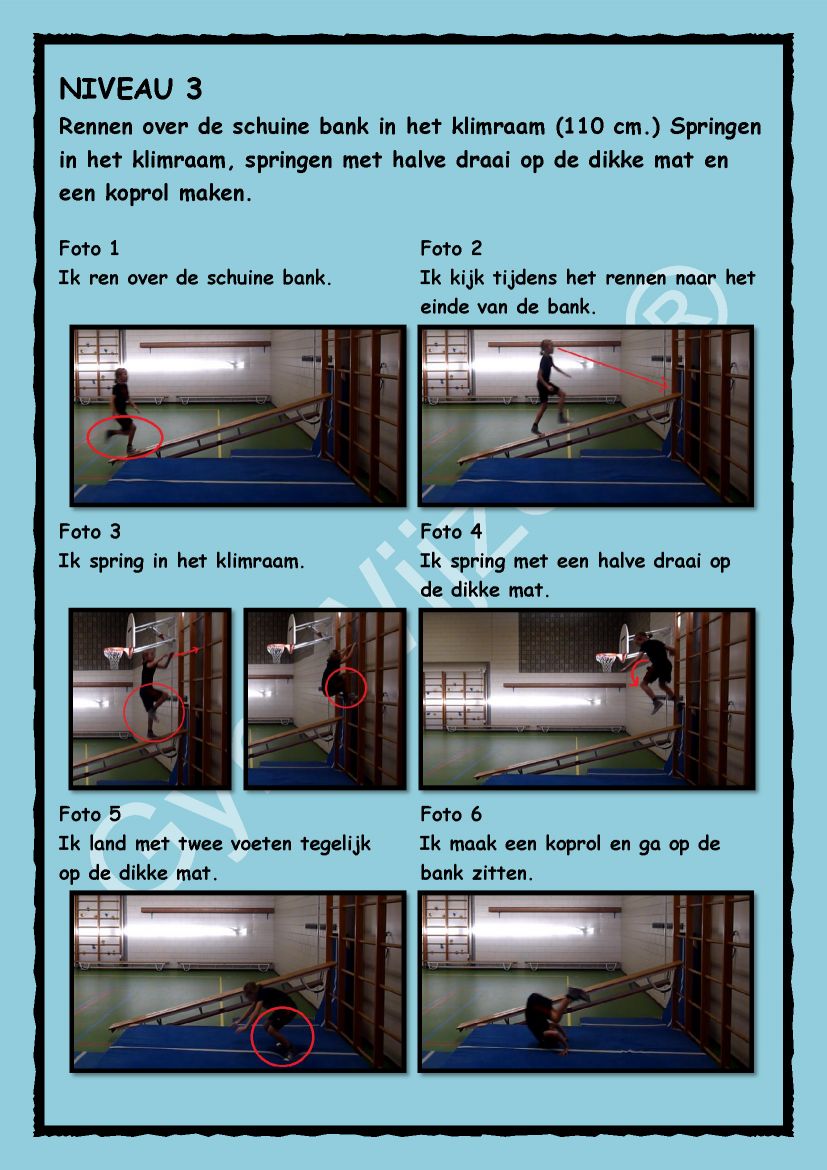 NIVEAU 3
Rennen over de schuine bank in het klimraam (110 cm.) Springen
in het klimraam, springen met halve draai op de dikke mat en
een koprol maken.
Foto 1
Ik ren over de schuine bank.
Foto 2
Ik kijk tijdens het rennen naar het
einde van de bank.
Foto 3
Ik spring in het klimraam.
Foto 4
Ik spring met een halve draai op
de dikke mat.
Foto 5
Ik land met twee voeten tegelijk
op de dikke mat.
Foto 6
Ik maak een koprol en ga op de
bank zitten.